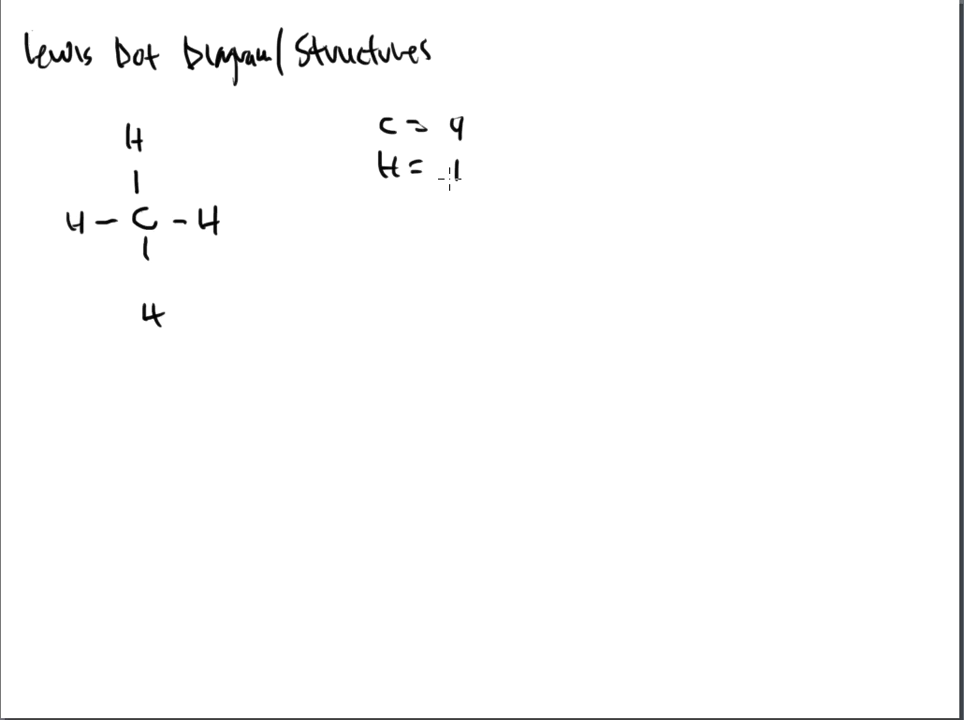 Lewis Dot Diagram/Structures
H
|
H - C - H
|
H
C = 4
H = 1